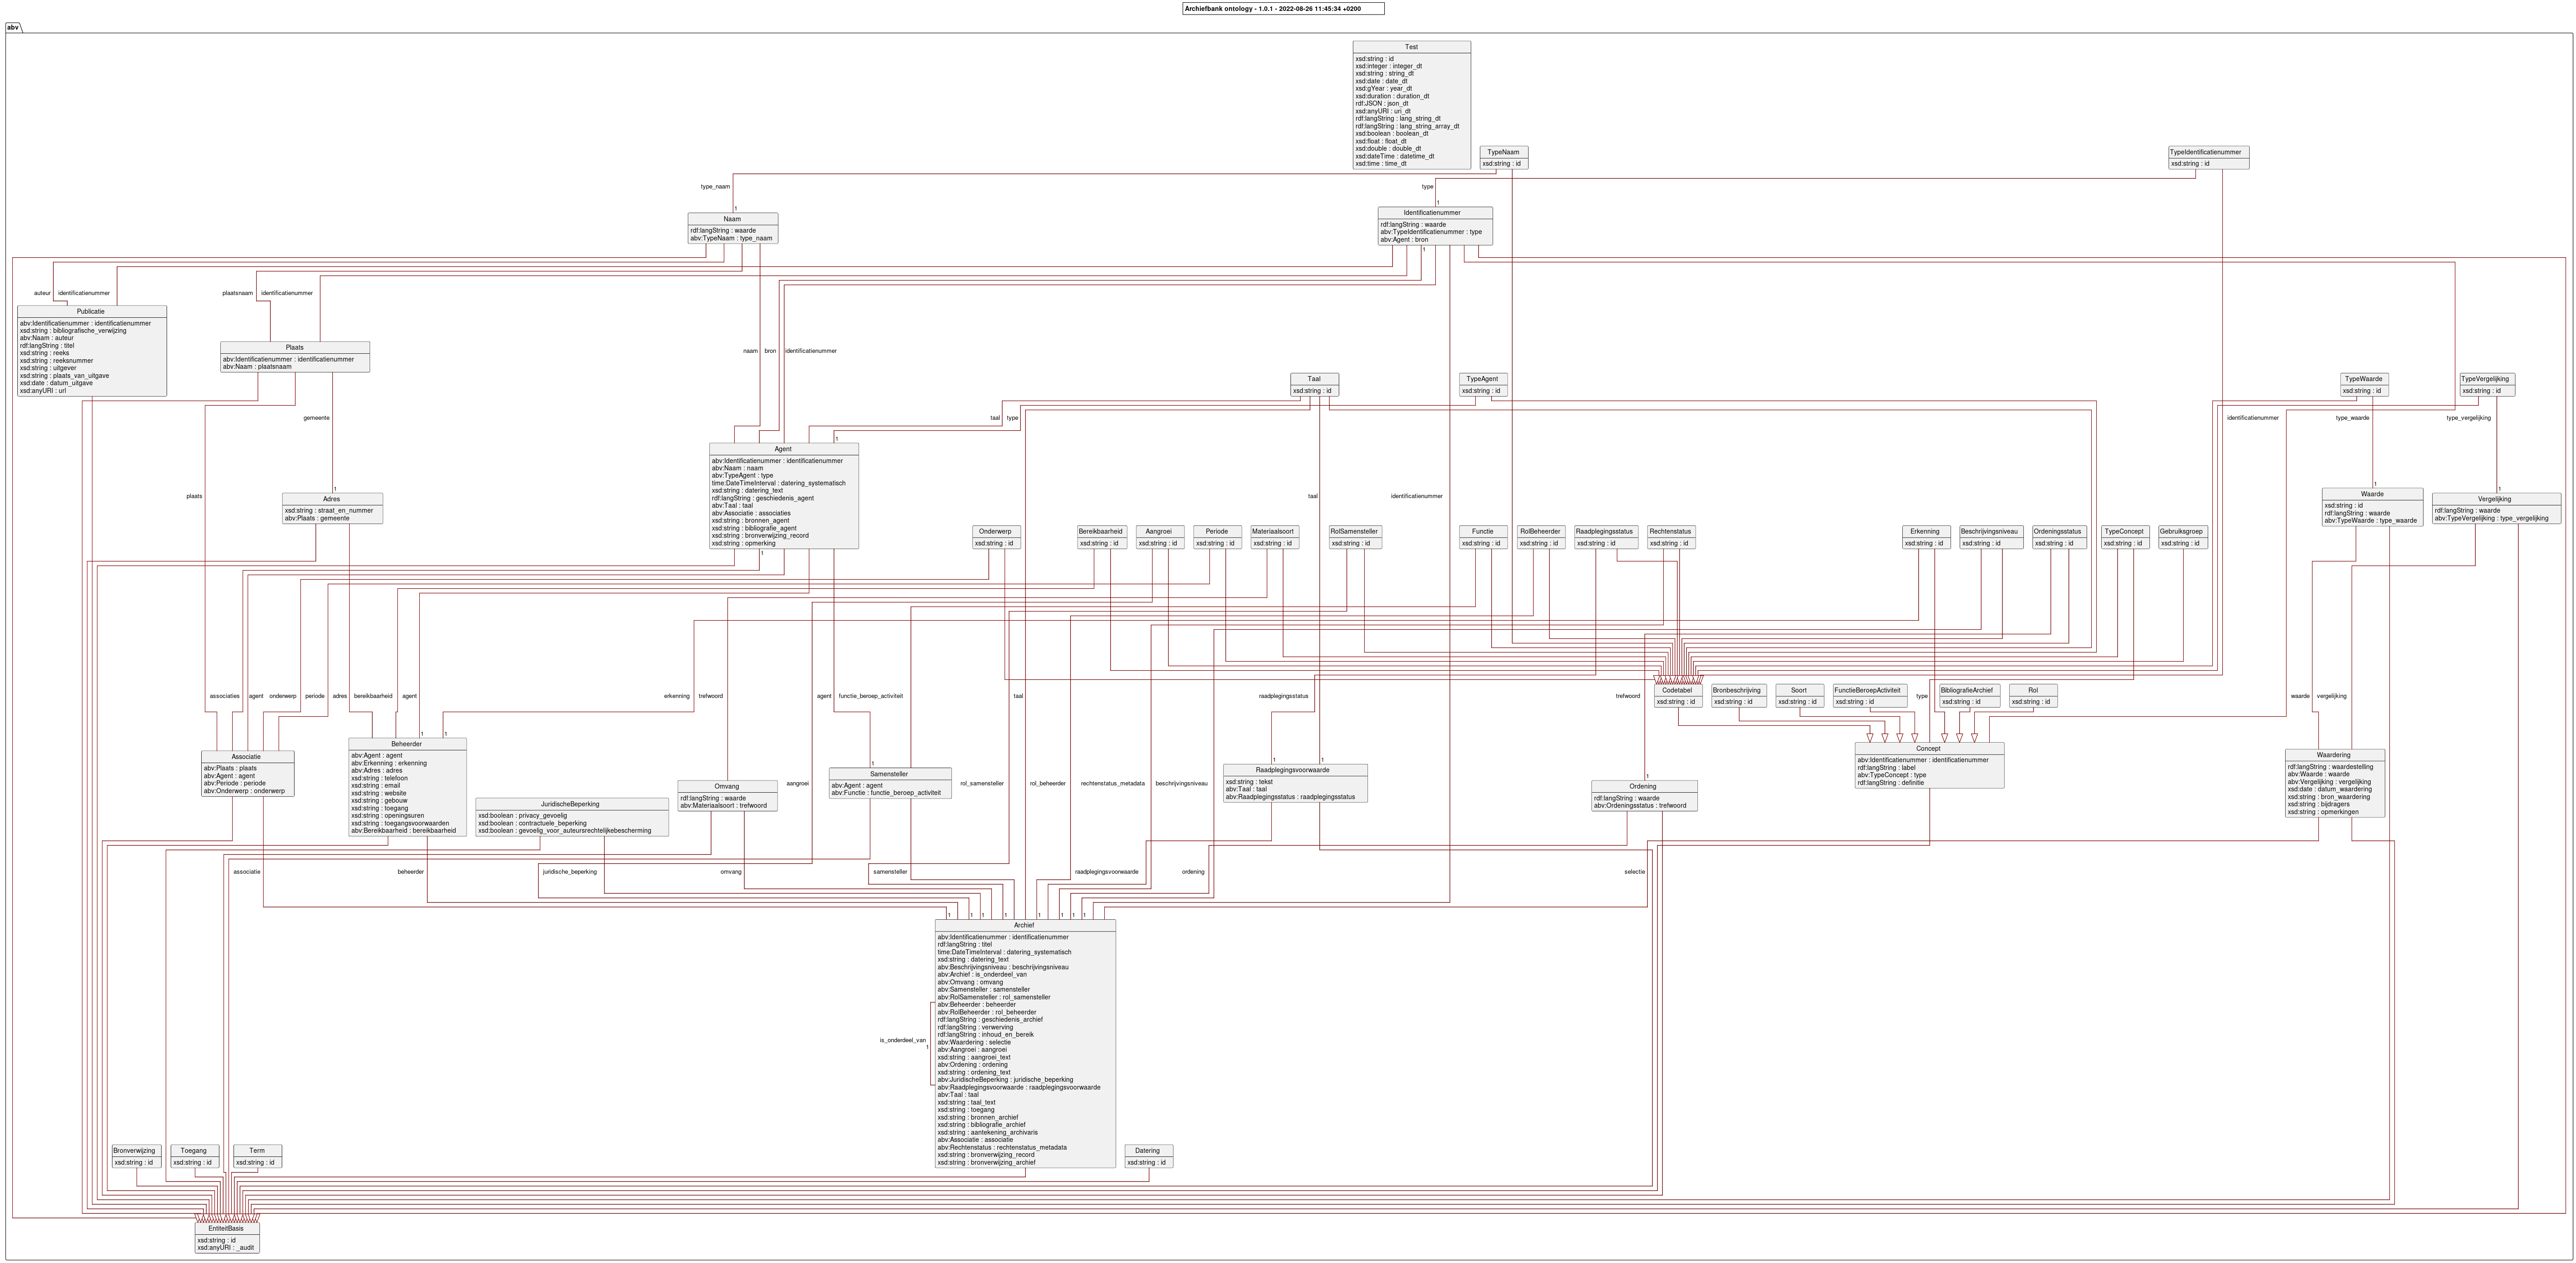 Archiefbank ontology - 1.0.1 - 2022-08-26 11:45:34 +0200
abv
Test
xsd:string : id
xsd:integer : integer_dt
xsd:string : string_dt
xsd:date : date_dt
xsd:gYear : year_dt
xsd:duration : duration_dt
rdf:JSON : json_dt
xsd:anyURI : uri_dt
rdf:langString : lang_string_dt
rdf:langString : lang_string_array_dt
xsd:boolean : boolean_dt
xsd:float : float_dt
xsd:double : double_dt
xsd:dateTime : datetime_dt
xsd:time : time_dt
TypeNaam
xsd:string : id
TypeIdentificatienummer
xsd:string : id
type_naam
1
type
1
Naam
rdf:langString : waarde
abv:TypeNaam : type_naam
Identificatienummer
rdf:langString : waarde
abv:TypeIdentificatienummer : type
abv:Agent : bron
1
auteur
identificatienummer
plaatsnaam
identificatienummer
Publicatie
abv:Identificatienummer : identificatienummer
xsd:string : bibliografische_verwijzing
abv:Naam : auteur
rdf:langString : titel
xsd:string : reeks
xsd:string : reeksnummer
xsd:string : uitgever
xsd:string : plaats_van_uitgave
xsd:date : datum_uitgave
xsd:anyURI : url
Plaats
abv:Identificatienummer : identificatienummer
abv:Naam : plaatsnaam
naam
bron
identificatienummer
Taal
xsd:string : id
TypeAgent
xsd:string : id
TypeWaarde
xsd:string : id
TypeVergelijking
xsd:string : id
gemeente
taal
type
identificatienummer
type_waarde
type_vergelijking
1
Agent
abv:Identificatienummer : identificatienummer
abv:Naam : naam
abv:TypeAgent : type
time:DateTimeInterval : datering_systematisch
xsd:string : datering_text
rdf:langString : geschiedenis_agent
abv:Taal : taal
abv:Associatie : associaties
xsd:string : bronnen_agent
xsd:string : bibliografie_agent
xsd:string : bronverwijzing_record
xsd:string : opmerking
1
plaats
1
Adres
xsd:string : straat_en_nummer
abv:Plaats : gemeente
taal
identificatienummer
1
Waarde
xsd:string : id
rdf:langString : waarde
abv:TypeWaarde : type_waarde
1
Vergelijking
rdf:langString : waarde
abv:TypeVergelijking : type_vergelijking
Onderwerp
xsd:string : id
Bereikbaarheid
xsd:string : id
Aangroei
xsd:string : id
Periode
xsd:string : id
Materiaalsoort
xsd:string : id
RolSamensteller
xsd:string : id
Functie
xsd:string : id
RolBeheerder
xsd:string : id
Raadplegingsstatus
xsd:string : id
Rechtenstatus
xsd:string : id
Erkenning
xsd:string : id
Beschrijvingsniveau
xsd:string : id
Ordeningsstatus
xsd:string : id
TypeConcept
xsd:string : id
Gebruiksgroep
xsd:string : id
associaties
agent
onderwerp
periode
adres
bereikbaarheid
agent
erkenning
trefwoord
agent
functie_beroep_activiteit
taal
raadplegingsstatus
trefwoord
type
waarde
vergelijking
Codetabel
xsd:string : id
Bronbeschrijving
xsd:string : id
Soort
xsd:string : id
FunctieBeroepActiviteit
xsd:string : id
BibliografieArchief
xsd:string : id
Rol
xsd:string : id
Associatie
abv:Plaats : plaats
abv:Agent : agent
abv:Periode : periode
abv:Onderwerp : onderwerp
1
1
Beheerder
abv:Agent : agent
abv:Erkenning : erkenning
abv:Adres : adres
xsd:string : telefoon
xsd:string : email
xsd:string : website
xsd:string : gebouw
xsd:string : toegang
xsd:string : openingsuren
xsd:string : toegangsvoorwaarden
abv:Bereikbaarheid : bereikbaarheid
JuridischeBeperking
xsd:boolean : privacy_gevoelig
xsd:boolean : contractuele_beperking
xsd:boolean : gevoelig_voor_auteursrechtelijkebescherming
Omvang
rdf:langString : waarde
abv:Materiaalsoort : trefwoord
aangroei
1
Samensteller
abv:Agent : agent
abv:Functie : functie_beroep_activiteit
rol_samensteller
rol_beheerder
rechtenstatus_metadata
beschrijvingsniveau
1
1
Raadplegingsvoorwaarde
xsd:string : tekst
abv:Taal : taal
abv:Raadplegingsstatus : raadplegingsstatus
1
Ordening
rdf:langString : waarde
abv:Ordeningsstatus : trefwoord
Concept
abv:Identificatienummer : identificatienummer
rdf:langString : label
abv:TypeConcept : type
rdf:langString : definitie
Waardering
rdf:langString : waardestelling
abv:Waarde : waarde
abv:Vergelijking : vergelijking
xsd:date : datum_waardering
xsd:string : bron_waardering
xsd:string : bijdragers
xsd:string : opmerkingen
associatie
beheerder
juridische_beperking
omvang
samensteller
raadplegingsvoorwaarde
ordening
selectie
1
1
1
1
1
1
1
1
Archief
abv:Identificatienummer : identificatienummer
rdf:langString : titel
time:DateTimeInterval : datering_systematisch
xsd:string : datering_text
abv:Beschrijvingsniveau : beschrijvingsniveau
abv:Archief : is_onderdeel_van
abv:Omvang : omvang
abv:Samensteller : samensteller
abv:RolSamensteller : rol_samensteller
abv:Beheerder : beheerder
abv:RolBeheerder : rol_beheerder
rdf:langString : geschiedenis_archief
rdf:langString : verwerving
rdf:langString : inhoud_en_bereik
abv:Waardering : selectie
abv:Aangroei : aangroei
xsd:string : aangroei_text
abv:Ordening : ordening
xsd:string : ordening_text
abv:JuridischeBeperking : juridische_beperking
abv:Raadplegingsvoorwaarde : raadplegingsvoorwaarde
abv:Taal : taal
xsd:string : taal_text
xsd:string : toegang
xsd:string : bronnen_archief
xsd:string : bibliografie_archief
xsd:string : aantekening_archivaris
abv:Associatie : associatie
abv:Rechtenstatus : rechtenstatus_metadata
xsd:string : bronverwijzing_record
xsd:string : bronverwijzing_archief
is_onderdeel_van
1
Bronverwijzing
xsd:string : id
Toegang
xsd:string : id
Term
xsd:string : id
Datering
xsd:string : id
EntiteitBasis
xsd:string : id
xsd:anyURI : _audit